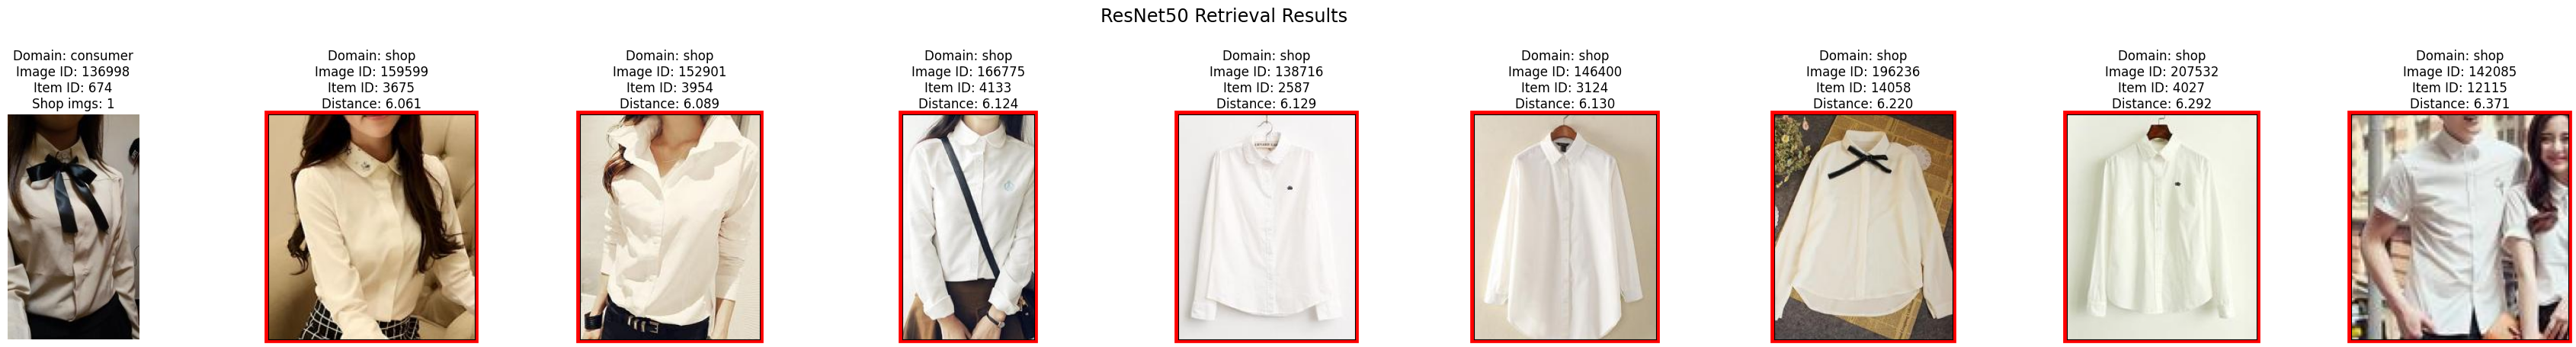 ResNet50 Retrieval Results
Domain: consumer
Image ID: 136998
Item ID: 674
Shop imgs: 1
Domain: shop
Image ID: 159599
Item ID: 3675
Distance: 6.061
Domain: shop
Image ID: 152901
Item ID: 3954
Distance: 6.089
Domain: shop
Image ID: 166775
Item ID: 4133
Distance: 6.124
Domain: shop
Image ID: 138716
Item ID: 2587
Distance: 6.129
Domain: shop
Image ID: 146400
Item ID: 3124
Distance: 6.130
Domain: shop
Image ID: 196236
Item ID: 14058
Distance: 6.220
Domain: shop
Image ID: 207532
Item ID: 4027
Distance: 6.292
Domain: shop
Image ID: 142085
Item ID: 12115
Distance: 6.371